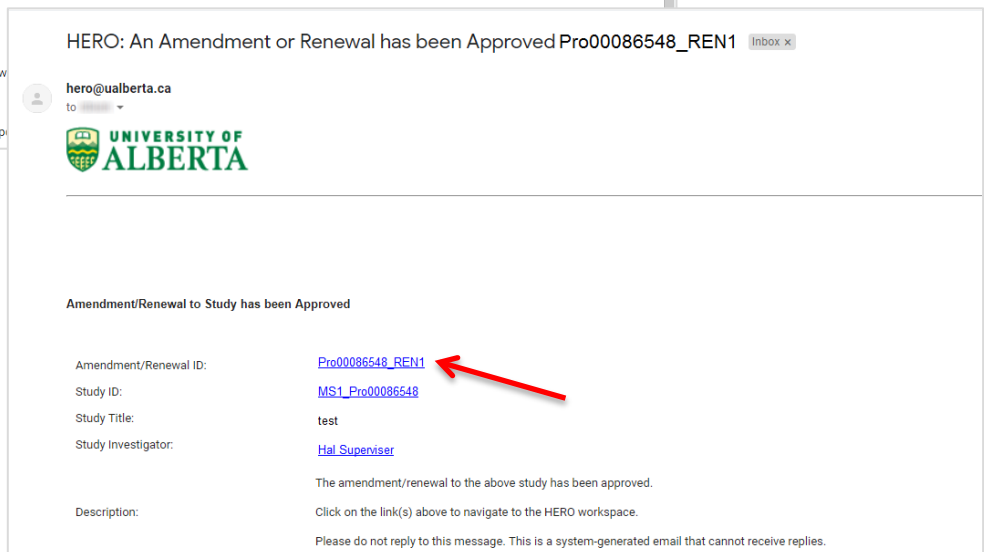 HERO: An Amendment or Renewal has been Approved Pro00086548_REN1 Inbox x
hero@ualberta.ca
to
UNIVERSITY OF
ALBERTA
Amendment/Renewal to Study has been Approved
Amendment/Renewal ID: Pro00086548_REN1
Study ID: MS1_Pro00086548
Study Title: test
Study Investigator: Hal Superviser
The amendment/renewal to the above study has been approved.
Description: Click on the link(s) above to navigate to the HERO workspace.
Please do not reply to this message. This is a system-generated email that cannot receive replies.